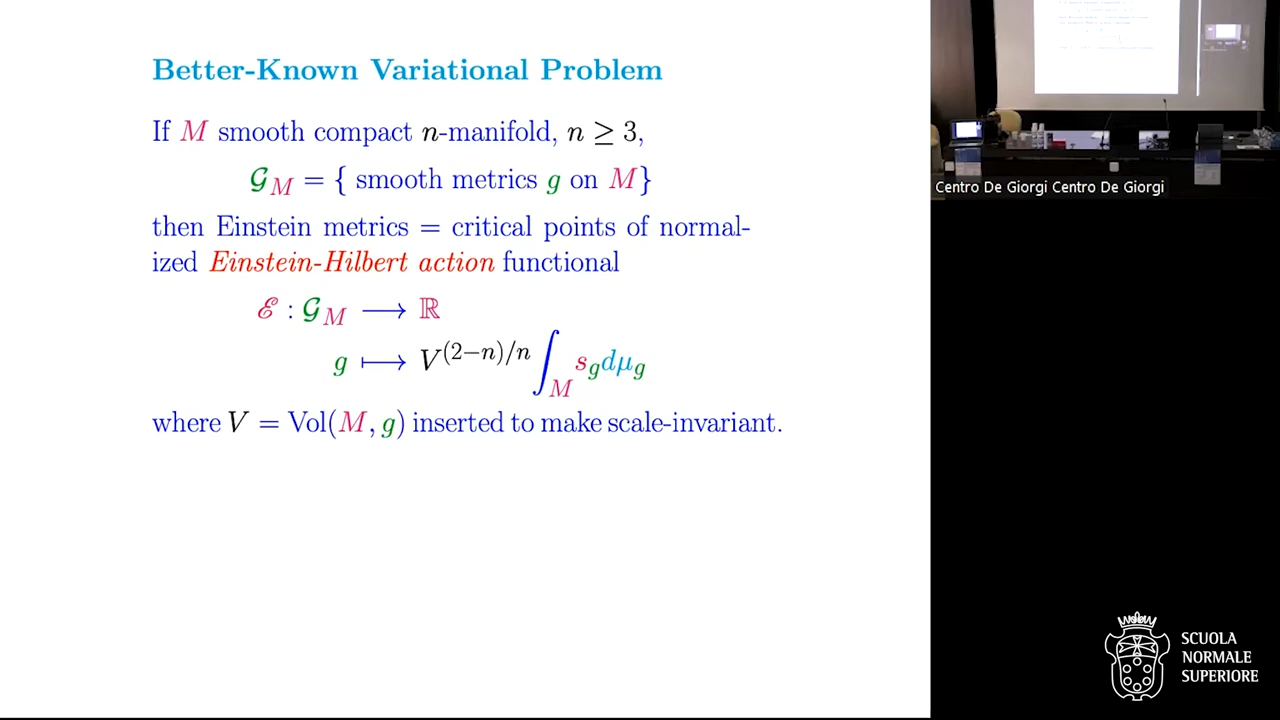 Better-Known Variational Problem
If M smooth compact n-manifold, n ≥ 3,
𝒢_M = { smooth metrics g on M}
then Einstein metrics = critical points of normal-
ized Einstein-Hilbert action functional
ℰ : 𝒢_M ⟶ ℝ
g ⟼ V^{(2−n)/n} ∫_M s_g dμ_g
where V = Vol(M, g) inserted to make scale-invariant.
Centro De Giorgi Centro De Giorgi
SCUOLA
NORMALE
SUPERIORE